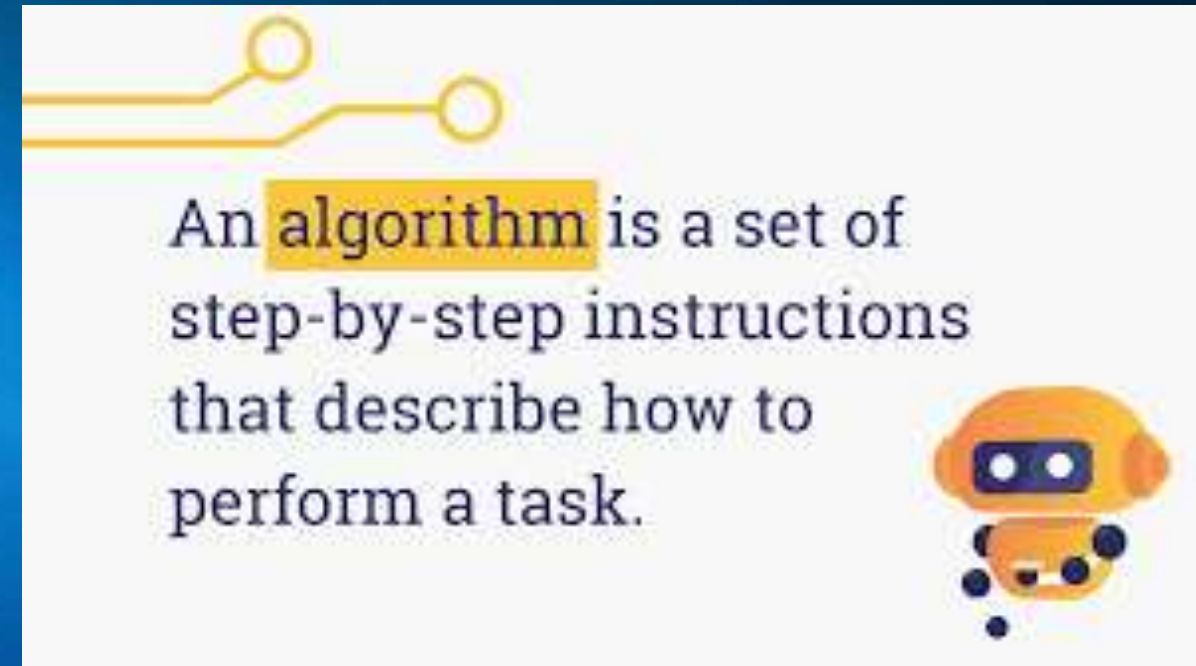 An algorithm is a set of
step-by-step instructions
that describe how to
perform a task.